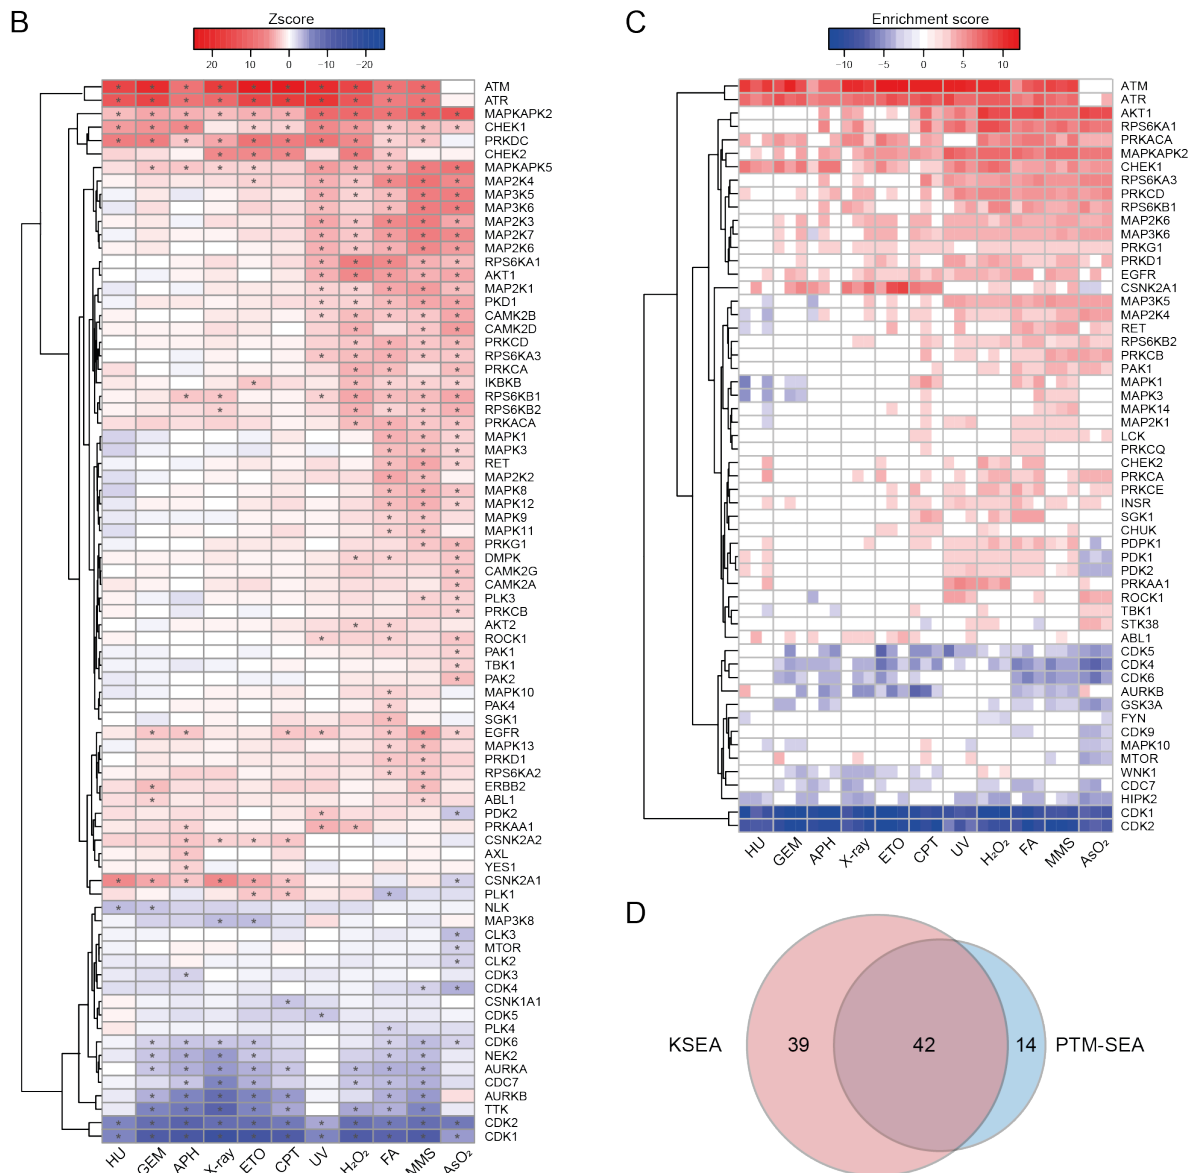 B
Zscore
20 10 0 −10 −20
ATM
ATR
MAPKAPK2
CHEK1
PRKDC
CHEK2
MAPKAPK5
MAP2K4
MAP3K5
MAP3K6
MAP2K3
MAP2K7
MAP2K6
RPS6KA1
AKT1
MAP2K1
PKD1
CAMK2B
CAMK2D
PRKCD
RPS6KA3
PRKCA
IKBKB
RPS6KB1
RPS6KB2
PRKACA
MAPK1
MAPK3
RET
MAP2K2
MAPK8
MAPK12
MAPK9
MAPK11
PRKG1
DMPK
CAMK2G
CAMK2A
PLK3
PRKCB
AKT2
ROCK1
PAK1
TBK1
PAK2
MAPK10
PAK4
SGK1
EGFR
MAPK13
PRKD1
RPS6KA2
ERBB2
ABL1
PDK2
PRKAA1
CSNK2A2
AXL
YES1
CSNK2A1
PLK1
NLK
MAP3K8
CLK3
MTOR
CLK2
CDK3
CDK4
CSNK1A1
CDK5
PLK4
CDK6
NEK2
AURKA
CDC7
AURKB
TTK
CDK2
CDK1
HU GEM APH X-ray ETO CPT UV H₂O₂ FA MMS AsO₂
C
Enrichment score
−10 −5 0 5 10
ATM
ATR
AKT1
RPS6KA1
PRKACA
MAPKAPK2
CHEK1
RPS6KA3
PRKCD
RPS6KB1
MAP2K6
MAP3K6
PRKG1
PRKD1
EGFR
CSNK2A1
MAP3K5
MAP2K4
RET
RPS6KB2
PRKCB
PAK1
MAPK1
MAPK3
MAPK14
MAP2K1
LCK
PRKCQ
CHEK2
PRKCA
PRKCE
INSR
SGK1
CHUK
PDPK1
PDK1
PDK2
PRKAA1
ROCK1
TBK1
STK38
ABL1
CDK5
CDK4
CDK6
AURKB
GSK3A
FYN
CDK9
MAPK10
MTOR
WNK1
CDC7
HIPK2
CDK1
CDK2
HU GEM APH X-ray ETO CPT UV H₂O₂ FA MMS AsO₂
D
KSEA 39 42 14 PTM-SEA